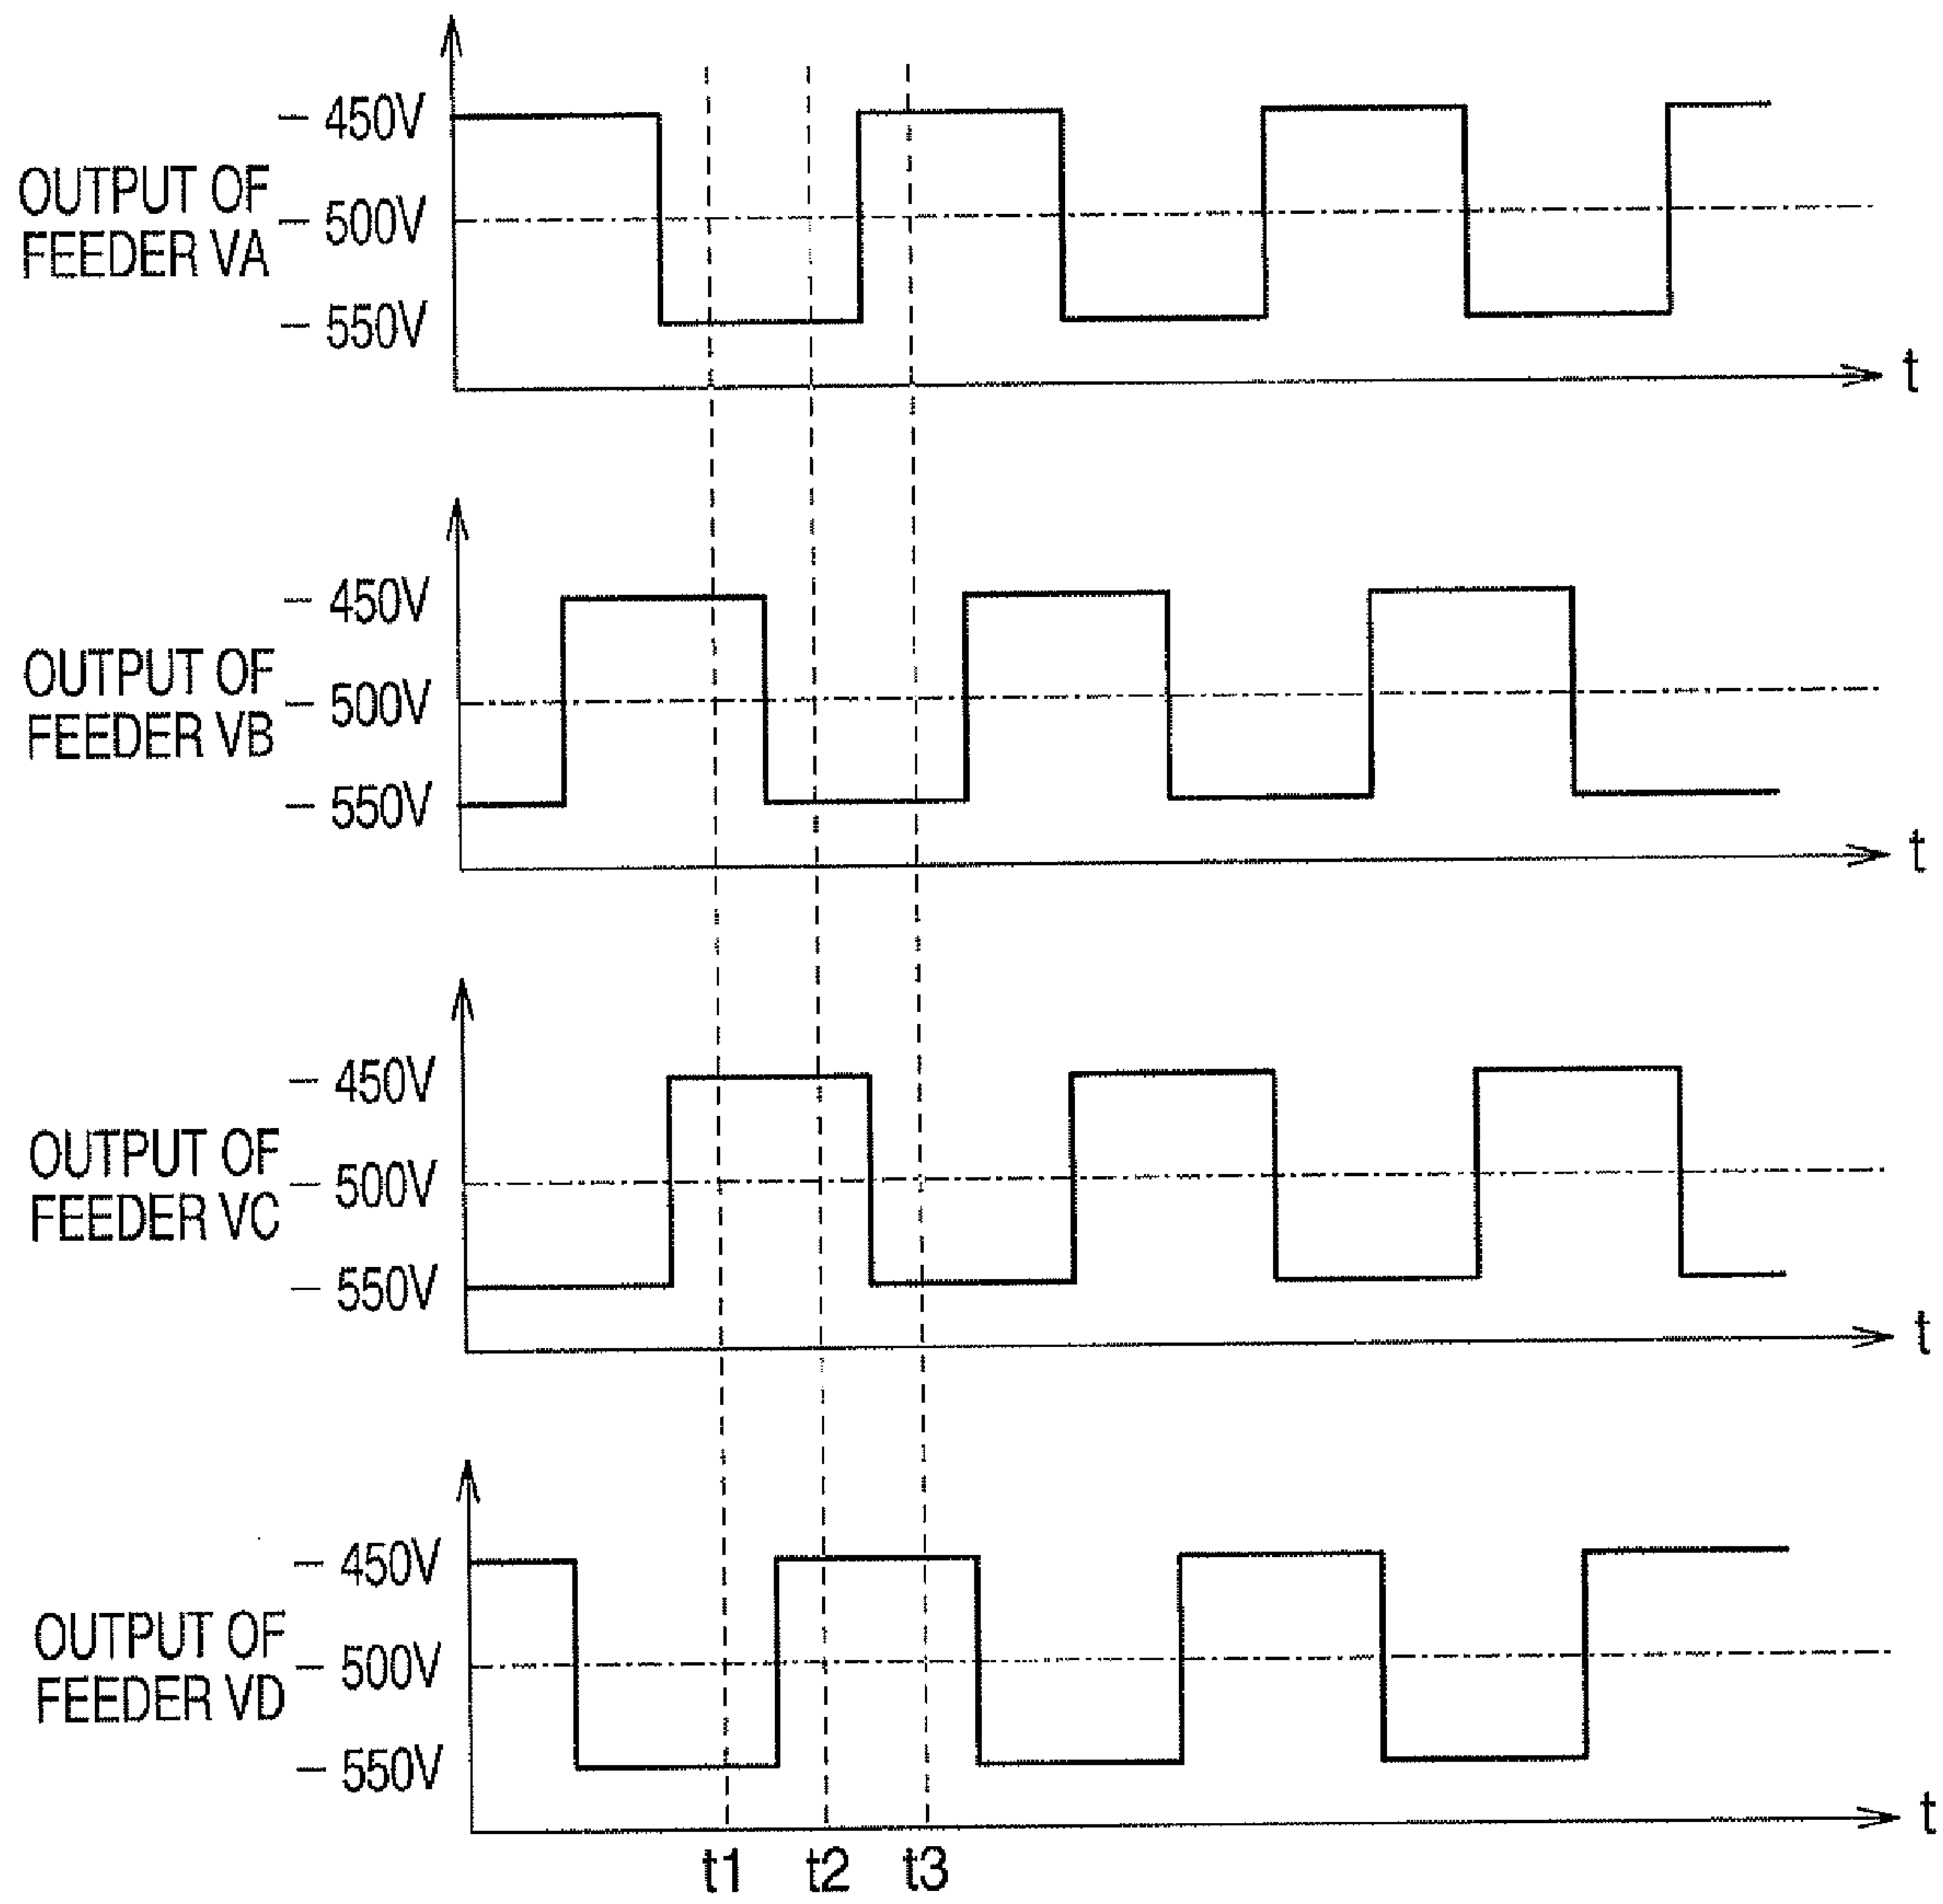 – 450V
OUTPUT OF
FEEDER VA
– 500V
– 550V
t
– 450V
OUTPUT OF
FEEDER VB
– 500V
– 550V
t
– 450V
OUTPUT OF
FEEDER VC
– 500V
– 550V
t
– 450V
OUTPUT OF
FEEDER VD
– 500V
– 550V
t
t1 t2 t3